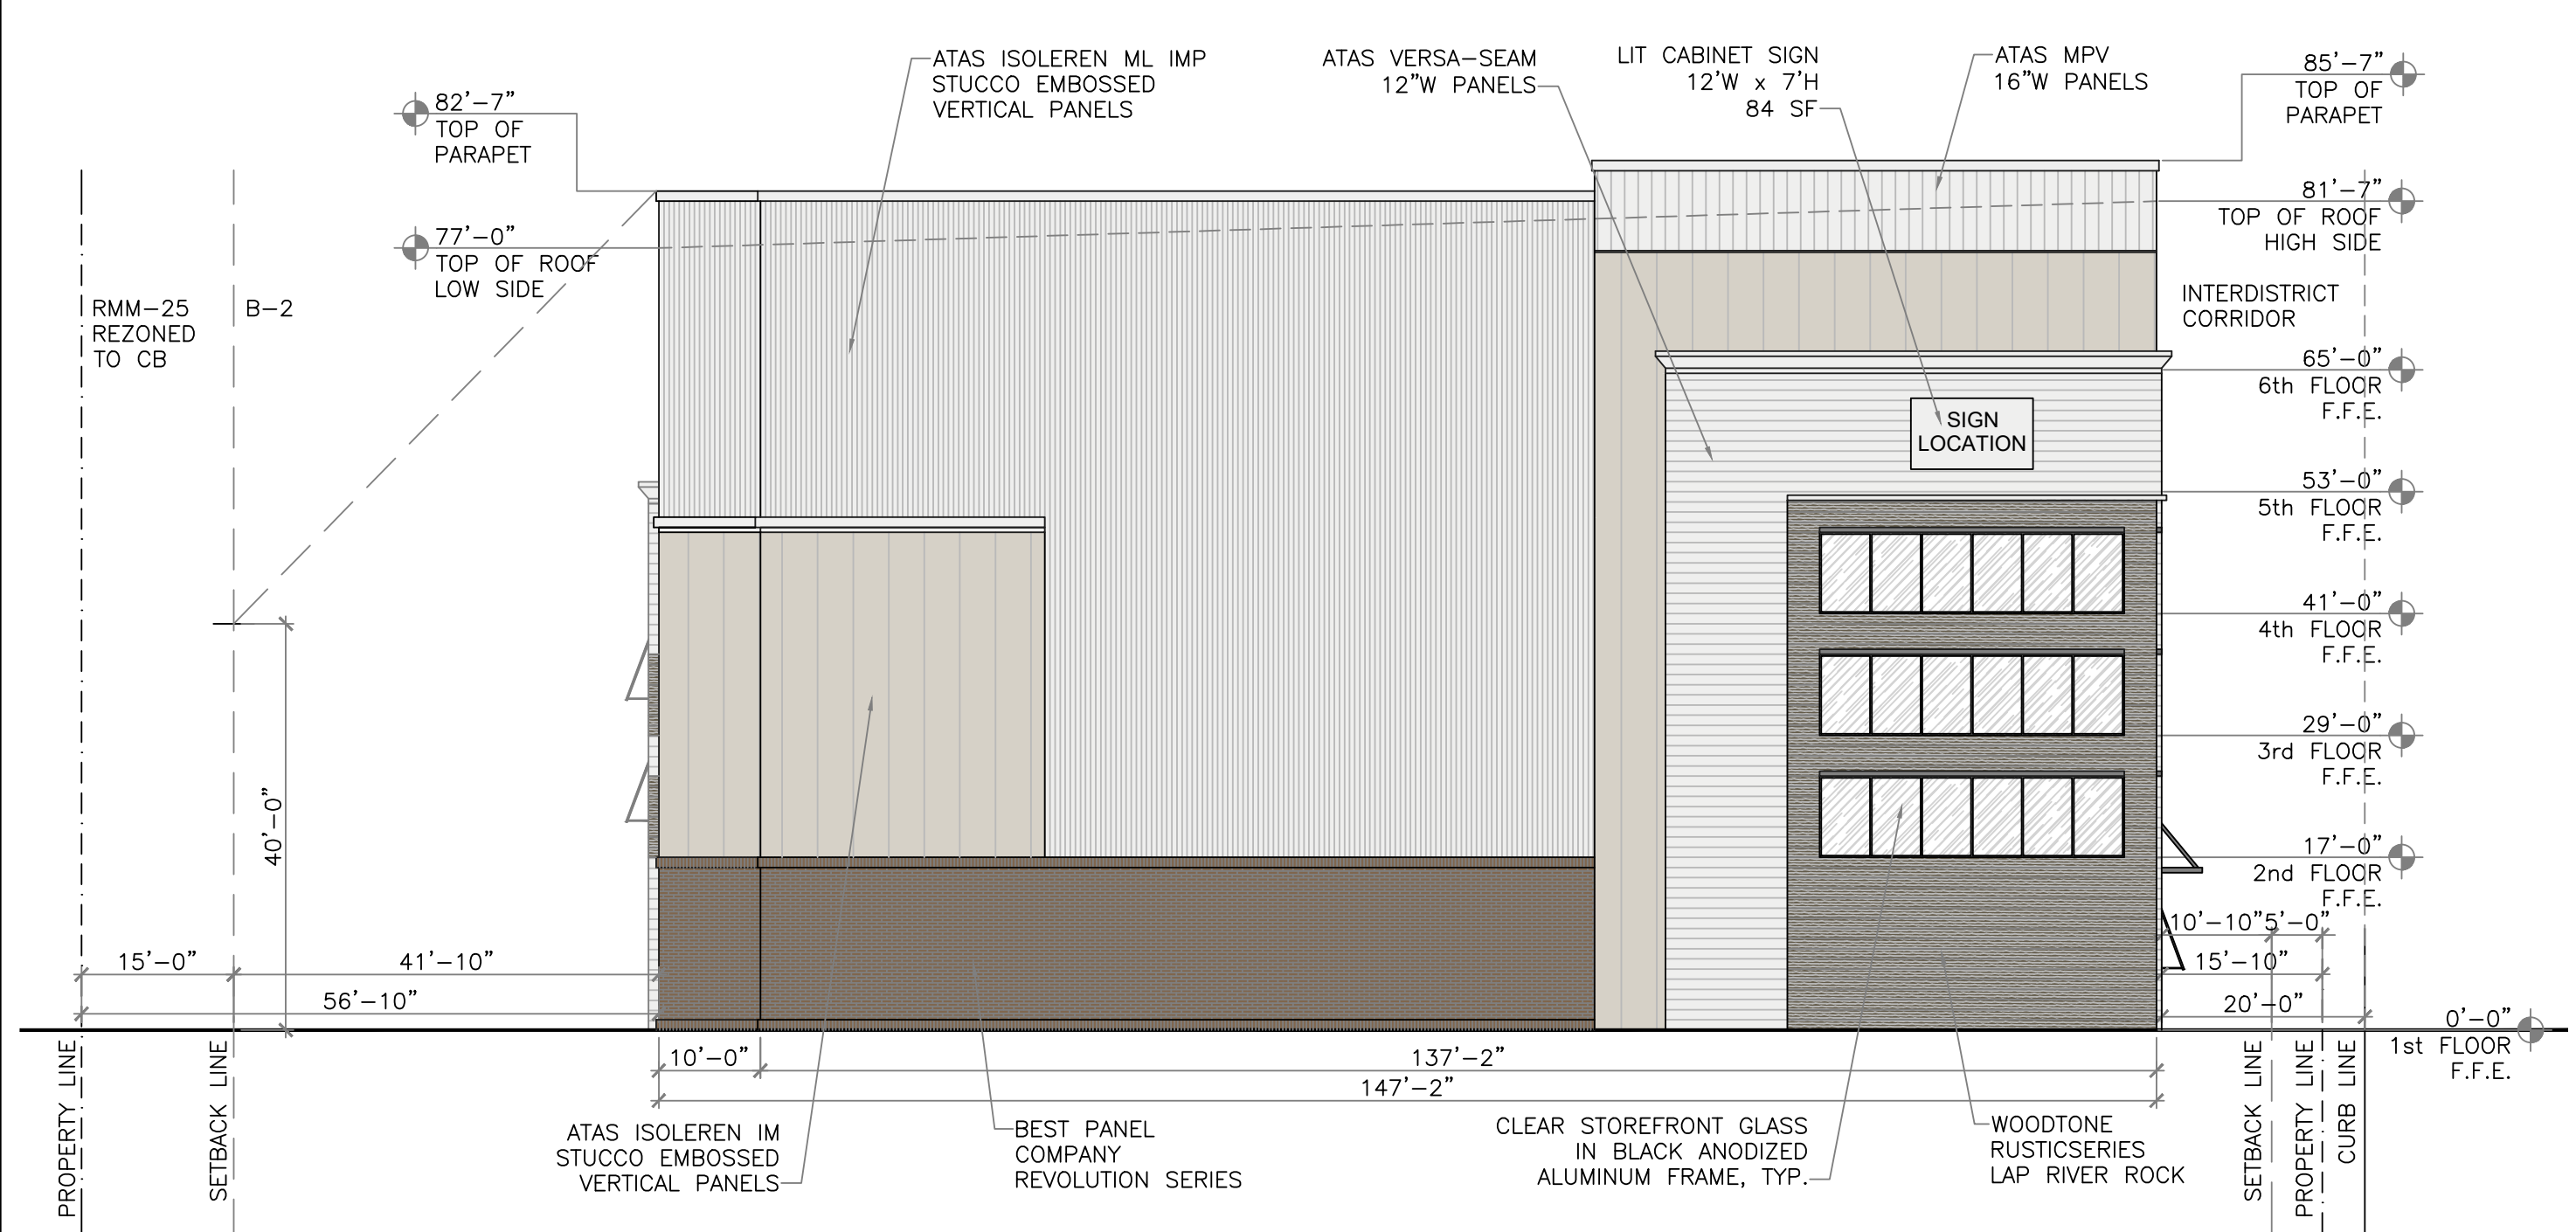 ATAS ISOLEREN ML IMP
STUCCO EMBOSSED
VERTICAL PANELS
ATAS VERSA-SEAM
12"W PANELS
LIT CABINET SIGN
12'W x 7'H
84 SF
ATAS MPV
16"W PANELS
85'-7"
TOP OF
PARAPET
82'-7"
TOP OF
PARAPET
81'-7"
TOP OF ROOF
HIGH SIDE
77'-0"
TOP OF ROOF
LOW SIDE
RMM-25
REZONED
TO CB
B-2
INTERDISTRICT
CORRIDOR
65'-0"
6th FLOOR
F.F.E.
SIGN
LOCATION
53'-0"
5th FLOOR
F.F.E.
41'-0"
4th FLOOR
F.F.E.
29'-0"
3rd FLOOR
F.F.E.
17'-0"
2nd FLOOR
F.F.E.
40'-0"
10'-10"
5'-0"
15'-0"
41'-10"
15'-10"
56'-10"
20'-0"
0'-0"
1st FLOOR
F.F.E.
10'-0"
137'-2"
147'-2"
PROPERTY LINE
SETBACK LINE
ATAS ISOLEREN IM
STUCCO EMBOSSED
VERTICAL PANELS
BEST PANEL
COMPANY
REVOLUTION SERIES
CLEAR STOREFRONT GLASS
IN BLACK ANODIZED
ALUMINUM FRAME, TYP.
WOODTONE
RUSTICSERIES
LAP RIVER ROCK
SETBACK LINE
PROPERTY LINE
CURB LINE